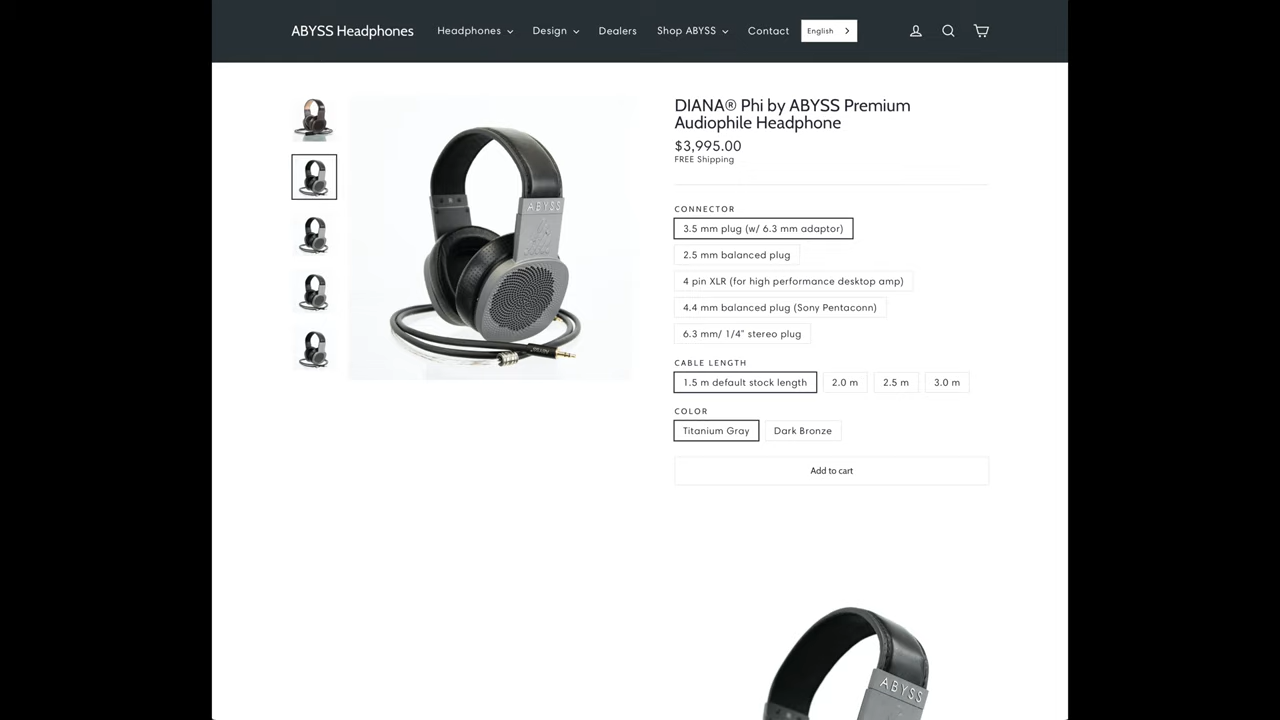 ABYSS Headphones
Headphones
Design
Dealers
Shop ABYSS
Contact
English
DIANA® Phi by ABYSS Premium
Audiophile Headphone
$3,995.00
FREE Shipping
CONNECTOR
3.5 mm plug (w/ 6.3 mm adaptor)
2.5 mm balanced plug
4 pin XLR (for high performance desktop amp)
4.4 mm balanced plug (Sony Pentaconn)
6.3 mm/ 1/4" stereo plug
CABLE LENGTH
1.5 m default stock length
2.0 m
2.5 m
3.0 m
COLOR
Titanium Gray
Dark Bronze
Add to cart
ABYSS
ABYSS